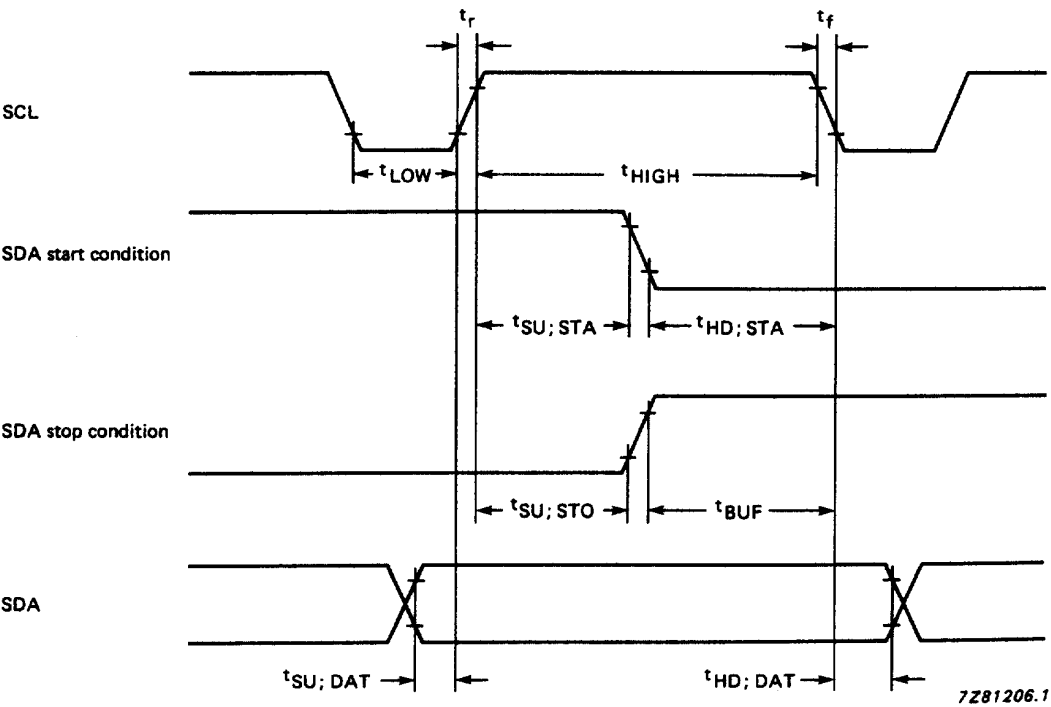 tr
tf
SCL
tLOW
tHIGH
SDA start condition
tSU; STA
tHD; STA
SDA stop condition
tSU; STO
tBUF
SDA
tSU; DAT
tHD; DAT
7Z81206.1